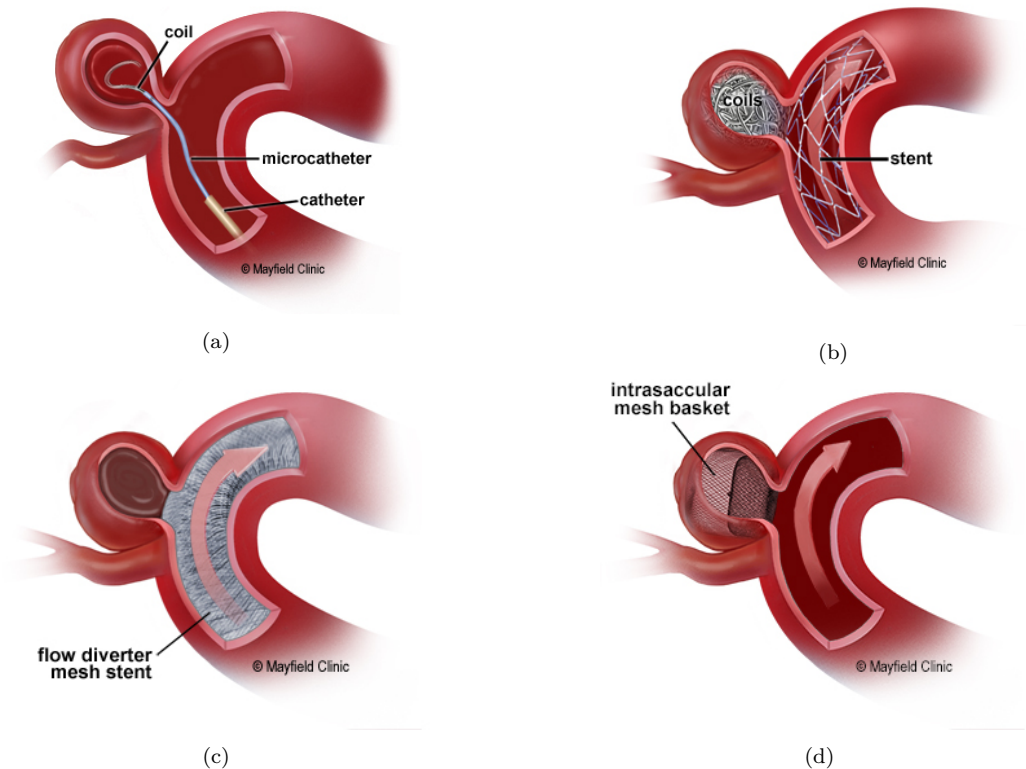 coil
microcatheter
catheter
© Mayfield Clinic
(a)
coils
stent
© Mayfield Clinic
(b)
flow diverter
mesh stent
© Mayfield Clinic
(c)
intrasaccular
mesh basket
© Mayfield Clinic
(d)